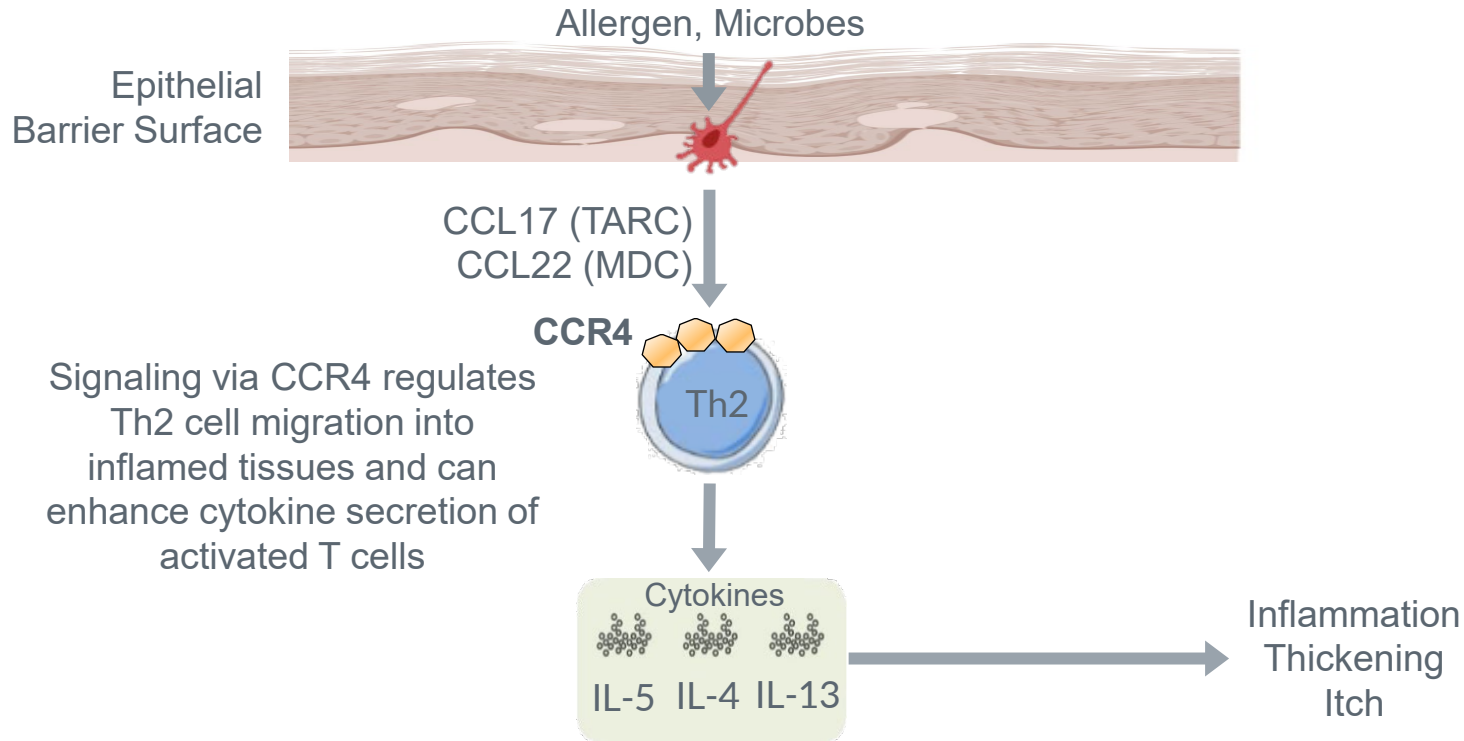 Allergen, Microbes
Epithelial
Barrier Surface
CCL17 (TARC)
CCL22 (MDC)
CCR4
Signaling via CCR4 regulates
Th2 cell migration into
inflamed tissues and can
enhance cytokine secretion of
activated T cells
Th2
Cytokines
IL-5 IL-4 IL-13
Inflammation
Thickening
Itch